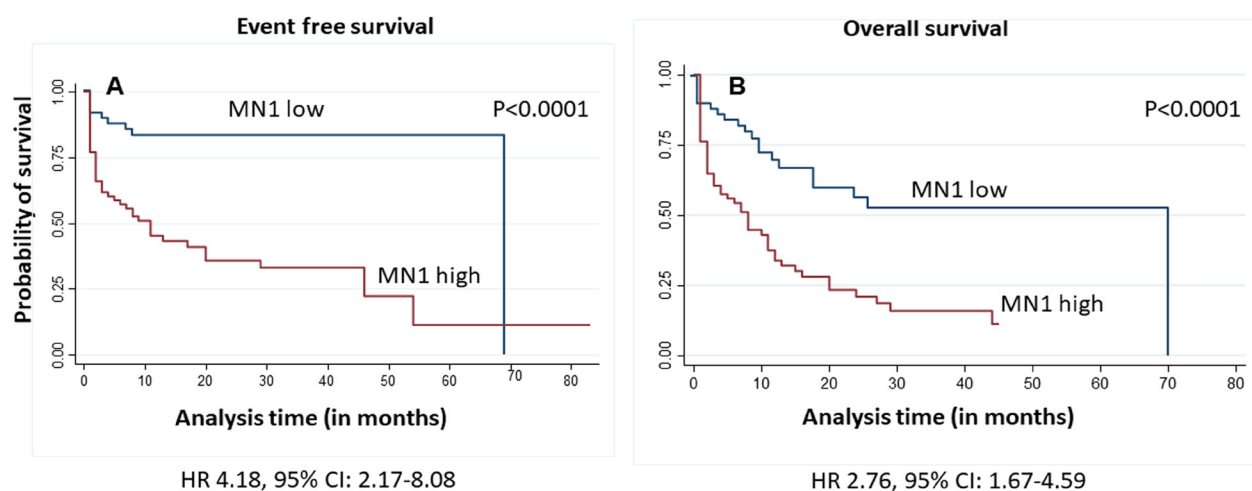 Event free survival
A
MN1 low
P<0.0001
MN1 high
Probability of survival
1.00
0.75
0.50
0.25
0.00
0 10 20 30 40 50 60 70 80
Analysis time (in months)
HR 4.18, 95% CI: 2.17-8.08
Overall survival
B
P<0.0001
MN1 low
MN1 high
1.00
0.75
0.50
0.25
0.00
0 10 20 30 40 50 60 70 80
Analysis time (in months)
HR 2.76, 95% CI: 1.67-4.59